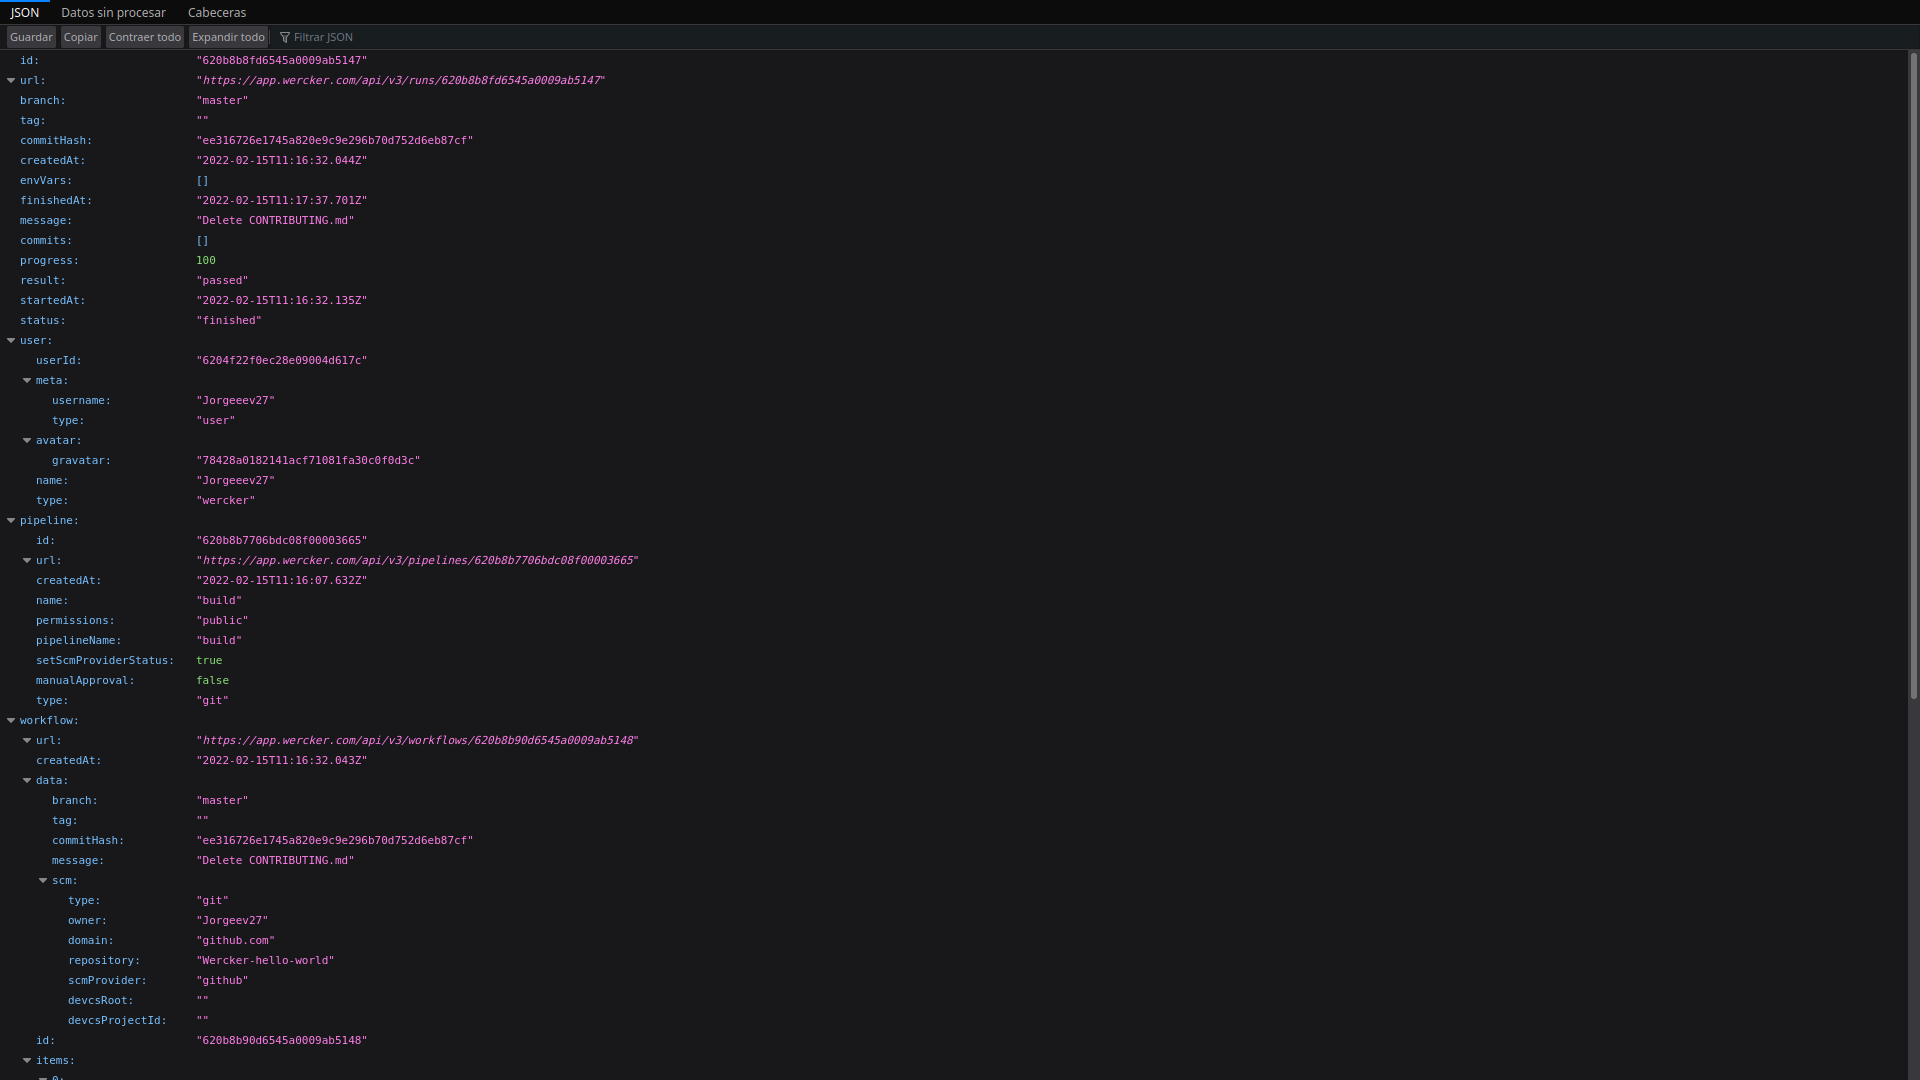 JSON Datos sin procesar Cabeceras
Guardar Copiar Contraer todo Expandir todo Filtrar JSON
id: "620b8b8fd6545a0009ab5147"
url: "https://app.wercker.com/api/v3/runs/620b8b8fd6545a0009ab5147"
branch: "master"
tag: ""
commitHash: "ee316726e1745a820e9c9e296b70d752d6eb87cf"
createdAt: "2022-02-15T11:16:32.044Z"
envVars: []
finishedAt: "2022-02-15T11:17:37.701Z"
message: "Delete CONTRIBUTING.md"
commits: []
progress: 100
result: "passed"
startedAt: "2022-02-15T11:16:32.135Z"
status: "finished"
user:
userId: "6204f22f0ec28e09004d617c"
meta:
username: "Jorgeeev27"
type: "user"
avatar:
gravatar: "78428a0182141acf71081fa30c0f0d3c"
name: "Jorgeeev27"
type: "wercker"
pipeline:
id: "620b8b7706bdc08f00003665"
url: "https://app.wercker.com/api/v3/pipelines/620b8b7706bdc08f00003665"
createdAt: "2022-02-15T11:16:07.632Z"
name: "build"
permissions: "public"
pipelineName: "build"
setScmProviderStatus: true
manualApproval: false
type: "git"
workflow:
url: "https://app.wercker.com/api/v3/workflows/620b8b90d6545a0009ab5148"
createdAt: "2022-02-15T11:16:32.043Z"
data:
branch: "master"
tag: ""
commitHash: "ee316726e1745a820e9c9e296b70d752d6eb87cf"
message: "Delete CONTRIBUTING.md"
scm:
type: "git"
owner: "Jorgeev27"
domain: "github.com"
repository: "Wercker-hello-world"
scmProvider: "github"
devcsRoot: ""
devcsProjectId: ""
id: "620b8b90d6545a0009ab5148"
items:
0: